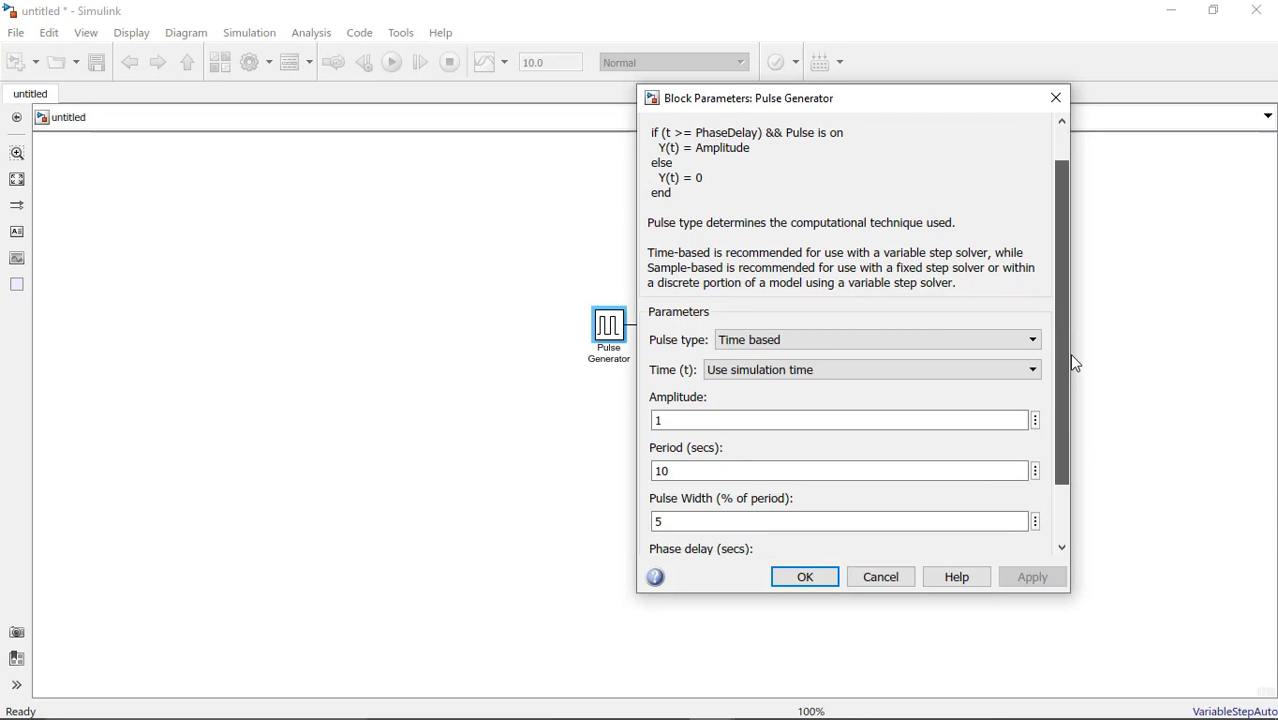 untitled * - Simulink
File Edit View Display Diagram Simulation Analysis Code Tools Help
10.0 Normal
untitled
untitled
Pulse
Generator
Block Parameters: Pulse Generator
if (t >= PhaseDelay) && Pulse is on
Y(t) = Amplitude
else
Y(t) = 0
end
Pulse type determines the computational technique used.
Time-based is recommended for use with a variable step solver, while
Sample-based is recommended for use with a fixed step solver or within
a discrete portion of a model using a variable step solver.
Parameters
Pulse type: Time based
Time (t): Use simulation time
Amplitude:
1
Period (secs):
10
Pulse Width (% of period):
5
Phase delay (secs):
OK Cancel Help Apply
Ready 100% VariableStepAuto